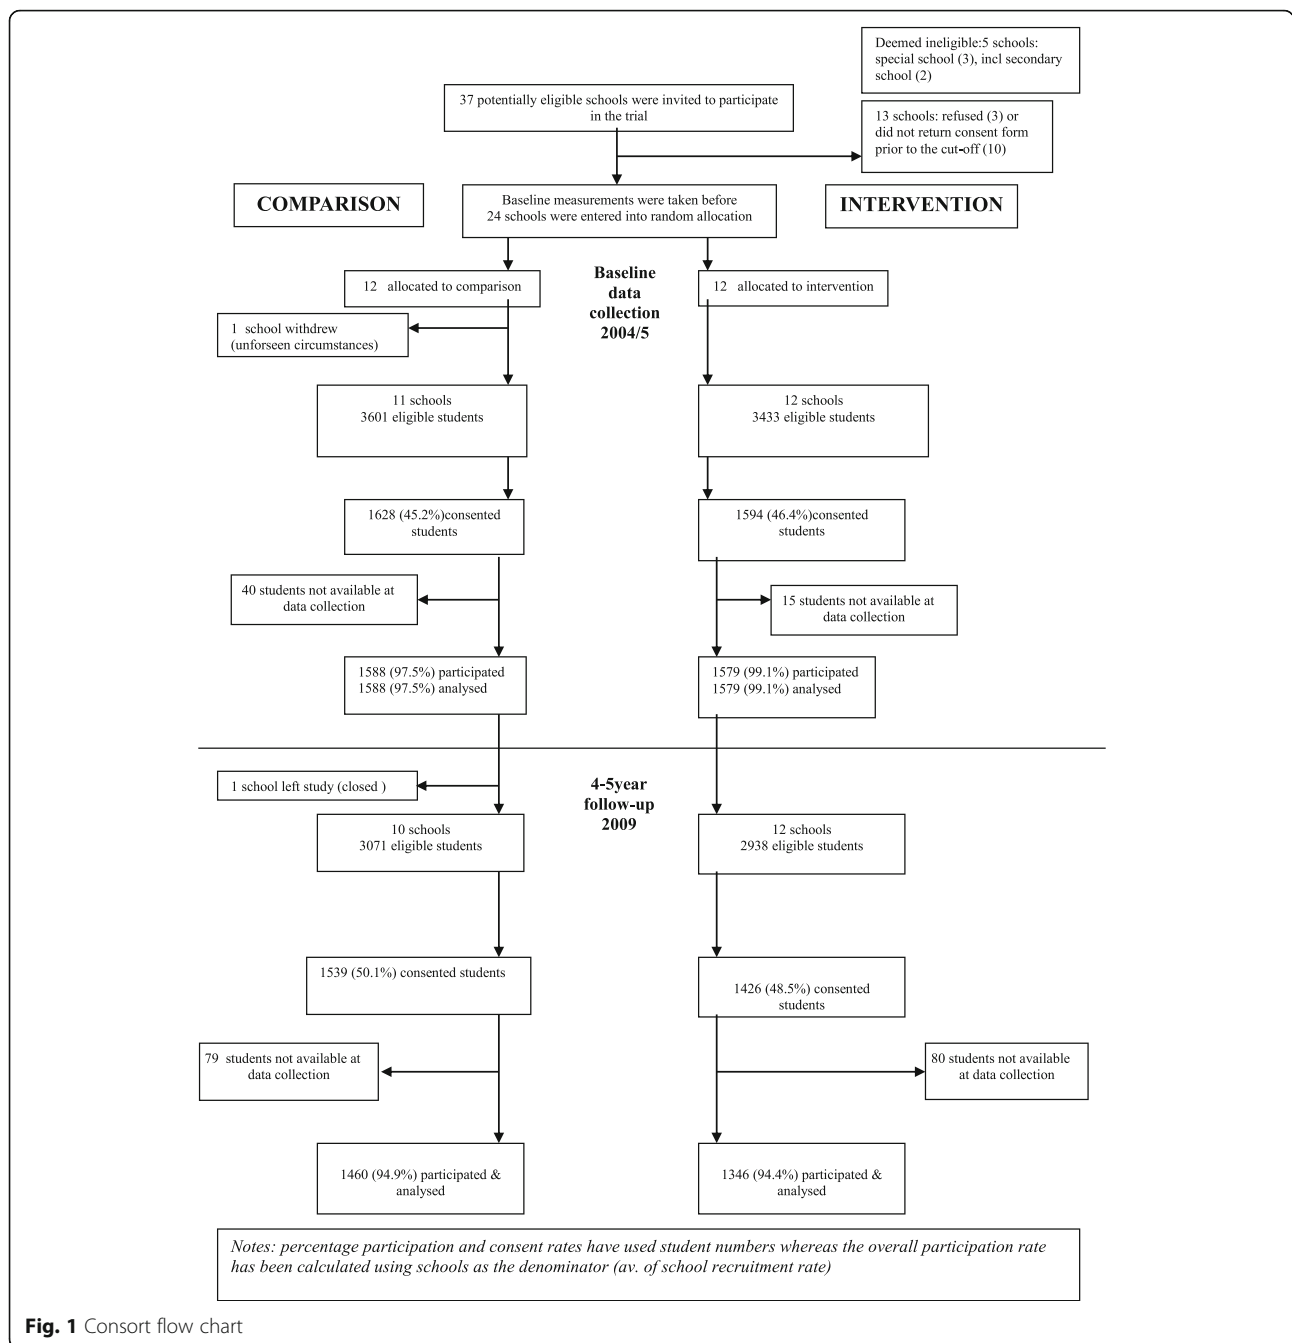 Deemed ineligible:5 schools:
special school (3), incl secondary
school (2)
37 potentially eligible schools were invited to participate
in the trial
13 schools: refused (3) or
did not return consent form
prior to the cut-off (10)
COMPARISON
Baseline measurements were taken before
24 schools were entered into random allocation
INTERVENTION
Baseline
data
collection
2004/5
12 allocated to comparison
12 allocated to intervention
1 school withdrew
(unforseen circumstances)
11 schools
3601 eligible students
12 schools
3433 eligible students
1628 (45.2%)consented
students
1594 (46.4%)consented
students
40 students not available at
data collection
15 students not available at
data collection
1588 (97.5%) participated
1588 (97.5%) analysed
1579 (99.1%) participated
1579 (99.1%) analysed
1 school left study (closed )
4-5year
follow-up
2009
10 schools
3071 eligible students
12 schools
2938 eligible students
1539 (50.1%) consented students
1426 (48.5%) consented
students
79 students not available at
data collection
80 students not available
at data collection
1460 (94.9%) participated &
analysed
1346 (94.4%) participated &
analysed
Notes: percentage participation and consent rates have used student numbers whereas the overall participation rate
has been calculated using schools as the denominator (av. of school recruitment rate)
Fig. 1 Consort flow chart